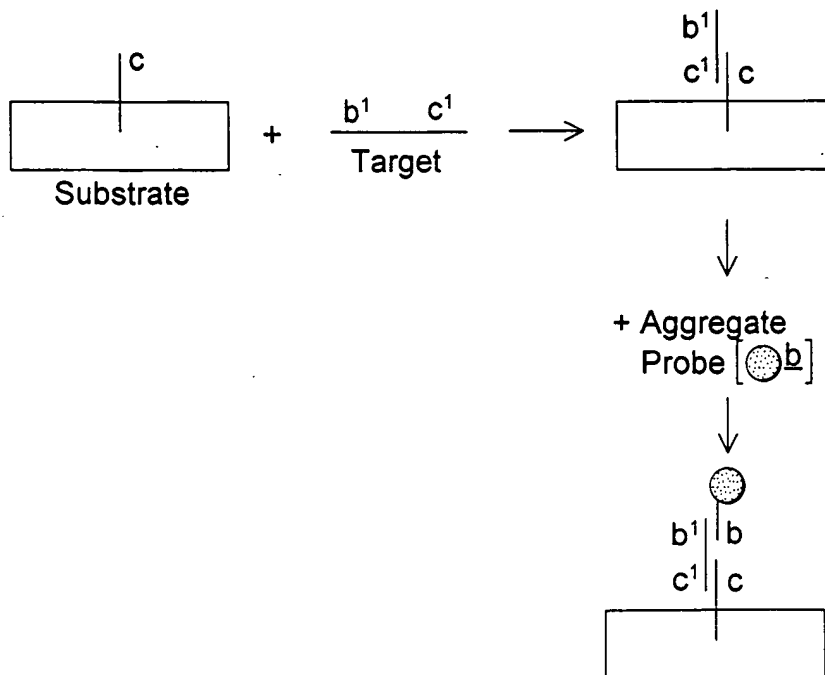 c
Substrate
+
b¹ c¹
Target
b¹
c¹ c
+ Aggregate
Probe [ b ]
b¹ b
c¹ c